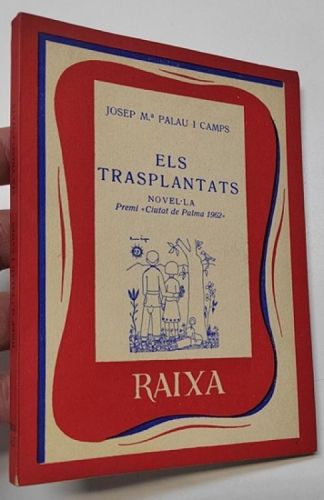 JOSEP M.ª PALAU I CAMPS
ELS
TRASPLANTATS
NOVEL·LA
Premi «Ciutat de Palma 1962»
RAIXA